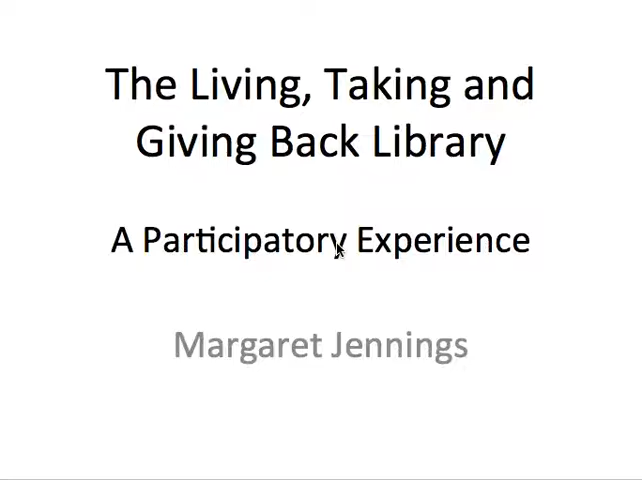 The Living, Taking and
Giving Back Library
A Participatory Experience
Margaret Jennings